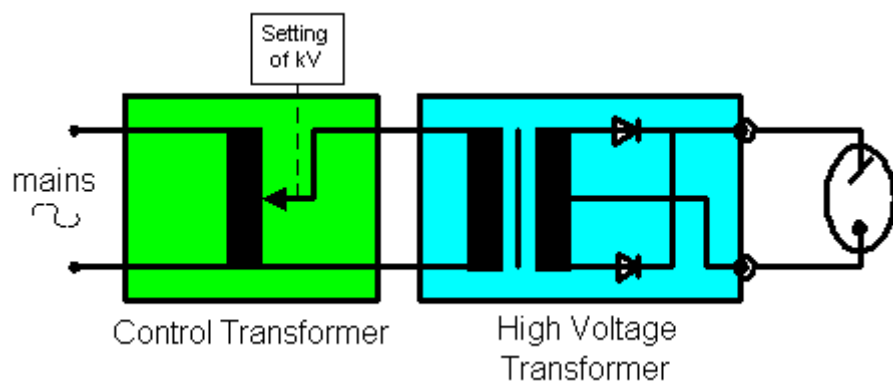 Setting
of kV
mains
Control Transformer
High Voltage
Transformer